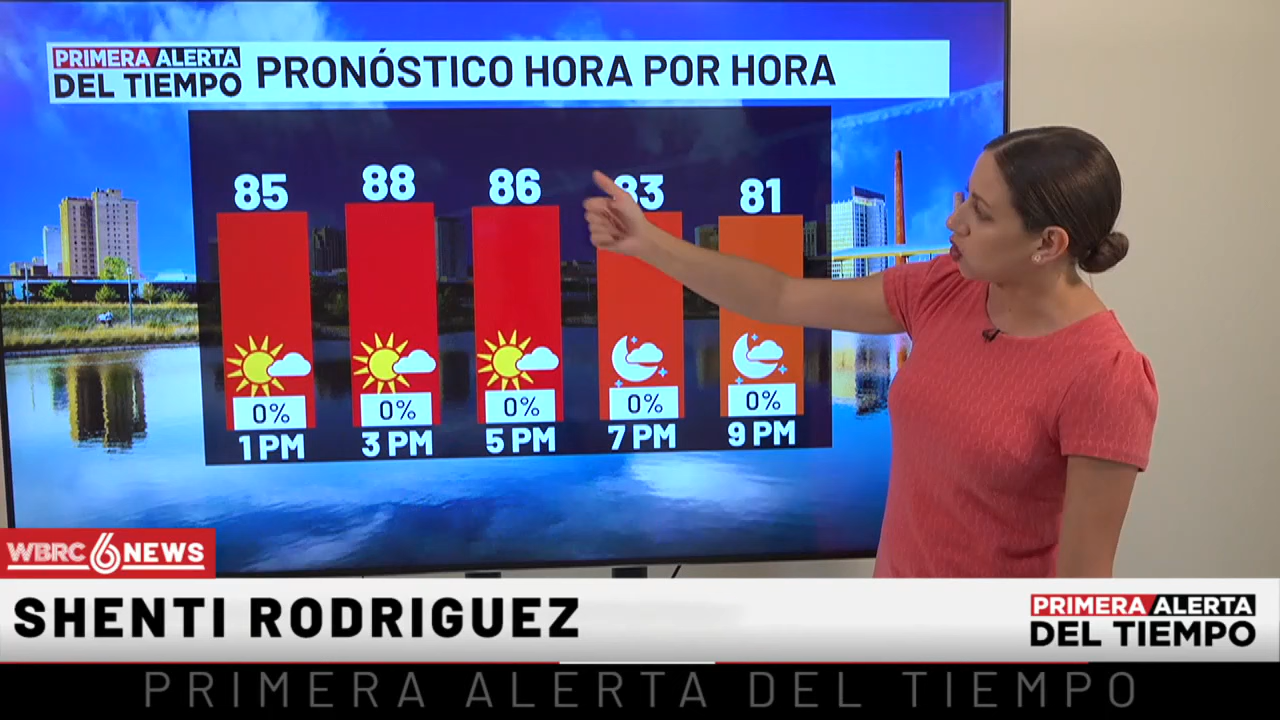 PRIMERA ALERTA
DEL TIEMPO
PRONÓSTICO HORA POR HORA
85 88 86 83 81
0% 0% 0% 0% 0%
1 PM 3 PM 5 PM 7 PM 9 PM
WBRC 6 NEWS
SHENTI RODRIGUEZ
PRIMERA ALERTA
DEL TIEMPO
PRIMERA ALERTA DEL TIEMPO